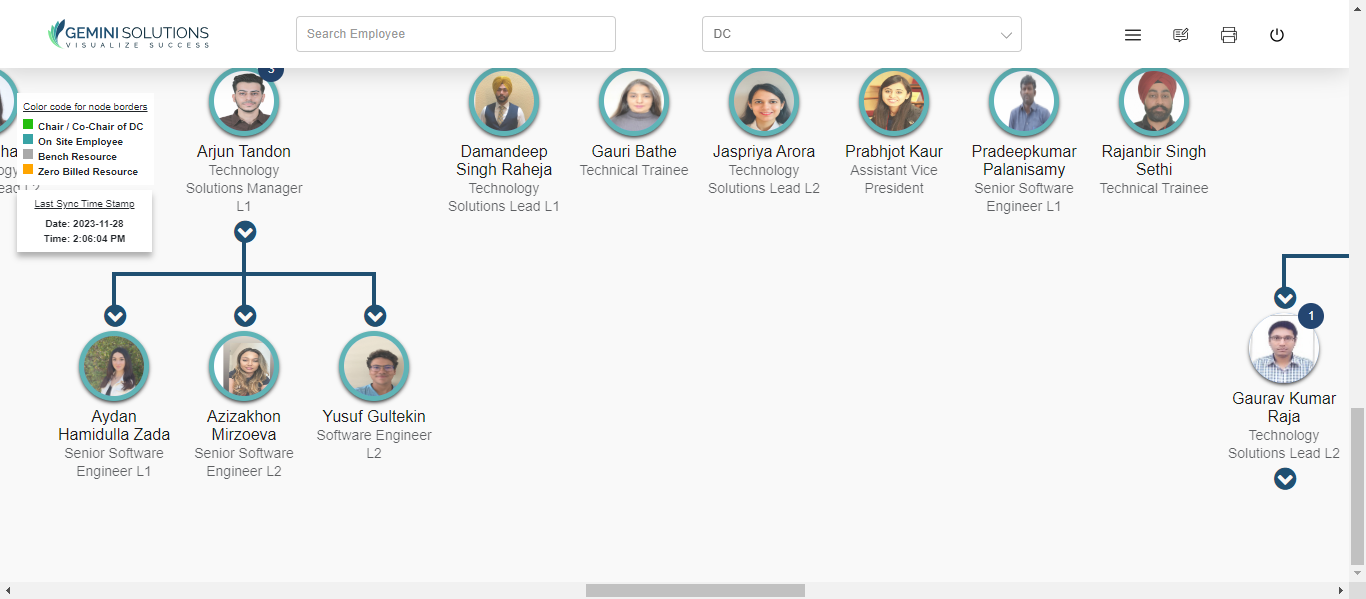 GEMINI SOLUTIONS
VISUALIZE SUCCESS
Search Employee
DC
3
Color code for node borders
Chair / Co-Chair of DC
On Site Employee
Bench Resource
Zero Billed Resource
Last Sync Time Stamp
Date: 2023-11-28
Time: 2:06:04 PM
Arjun Tandon
Technology
Solutions Manager
L1
Damandeep
Singh Raheja
Technology
Solutions Lead L1
Gauri Bathe
Technical Trainee
Jaspriya Arora
Technology
Solutions Lead L2
Prabhjot Kaur
Assistant Vice
President
Pradeepkumar
Palanisamy
Senior Software
Engineer L1
Rajanbir Singh
Sethi
Technical Trainee
Aydan
Hamidulla Zada
Senior Software
Engineer L1
Azizakhon
Mirzoeva
Senior Software
Engineer L2
Yusuf Gultekin
Software Engineer
L2
1
Gaurav Kumar
Raja
Technology
Solutions Lead L2